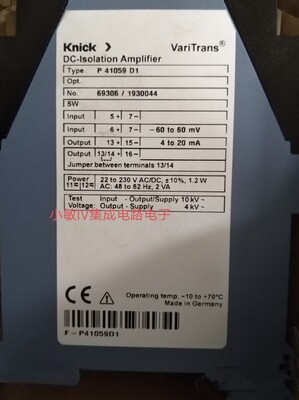 Knick > VariTrans®
DC-Isolation Amplifier
Type P 41059 D1
Opt.
No. 69306 / 1930044
SW
Input 5 + 7 –
Input 6 + 7 – –60 to 60 mV
Output 13 + 15 – 4 to 20 mA
Output 13/14 + 16 –
Jumper between terminals 13/14
Power 22 to 230 V AC/DC, ±10%, 1.2 W
11 ≂ 12 ≂ AC: 48 to 62 Hz, 2 VA
Test Input - Output/Supply 10 kV~
Voltage: Output - Supply 4 kV~
小敏IV集成电路电子
CE Operating temp. –10 to +70°C
Made in Germany
F - P41059D1